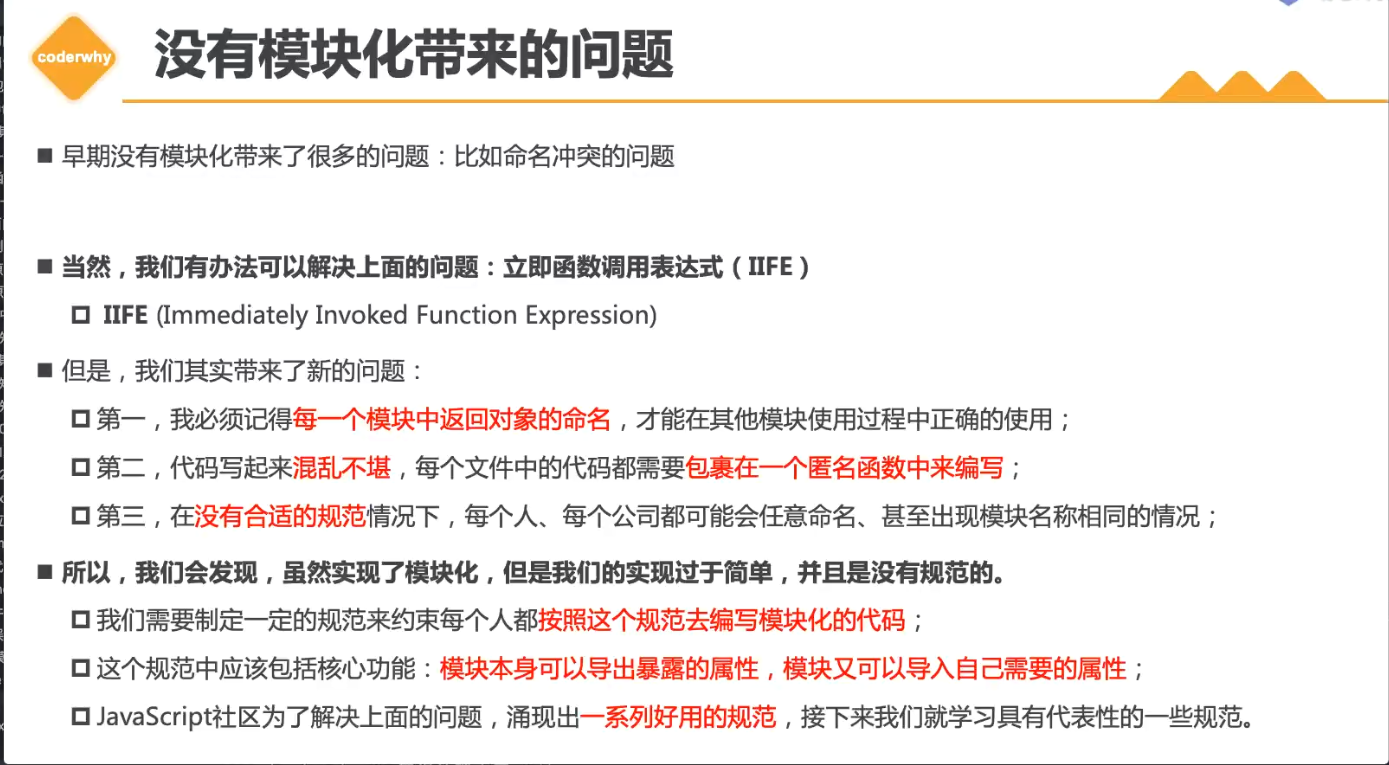 coderwhy
没有模块化带来的问题
早期没有模块化带来了很多的问题：比如命名冲突的问题
当然，我们有办法可以解决上面的问题：立即函数调用表达式（IIFE）
IIFE (Immediately Invoked Function Expression)
但是，我们其实带来了新的问题：
第一，我必须记得每一个模块中返回对象的命名，才能在其他模块使用过程中正确的使用；
第二，代码写起来混乱不堪，每个文件中的代码都需要包裹在一个匿名函数中来编写；
第三，在没有合适的规范情况下，每个人、每个公司都可能会任意命名、甚至出现模块名称相同的情况；
所以，我们会发现，虽然实现了模块化，但是我们的实现过于简单，并且是没有规范的。
我们需要制定一定的规范来约束每个人都按照这个规范去编写模块化的代码；
这个规范中应该包括核心功能：模块本身可以导出暴露的属性，模块又可以导入自己需要的属性；
JavaScript社区为了解决上面的问题，涌现出一系列好用的规范，接下来我们就学习具有代表性的一些规范。